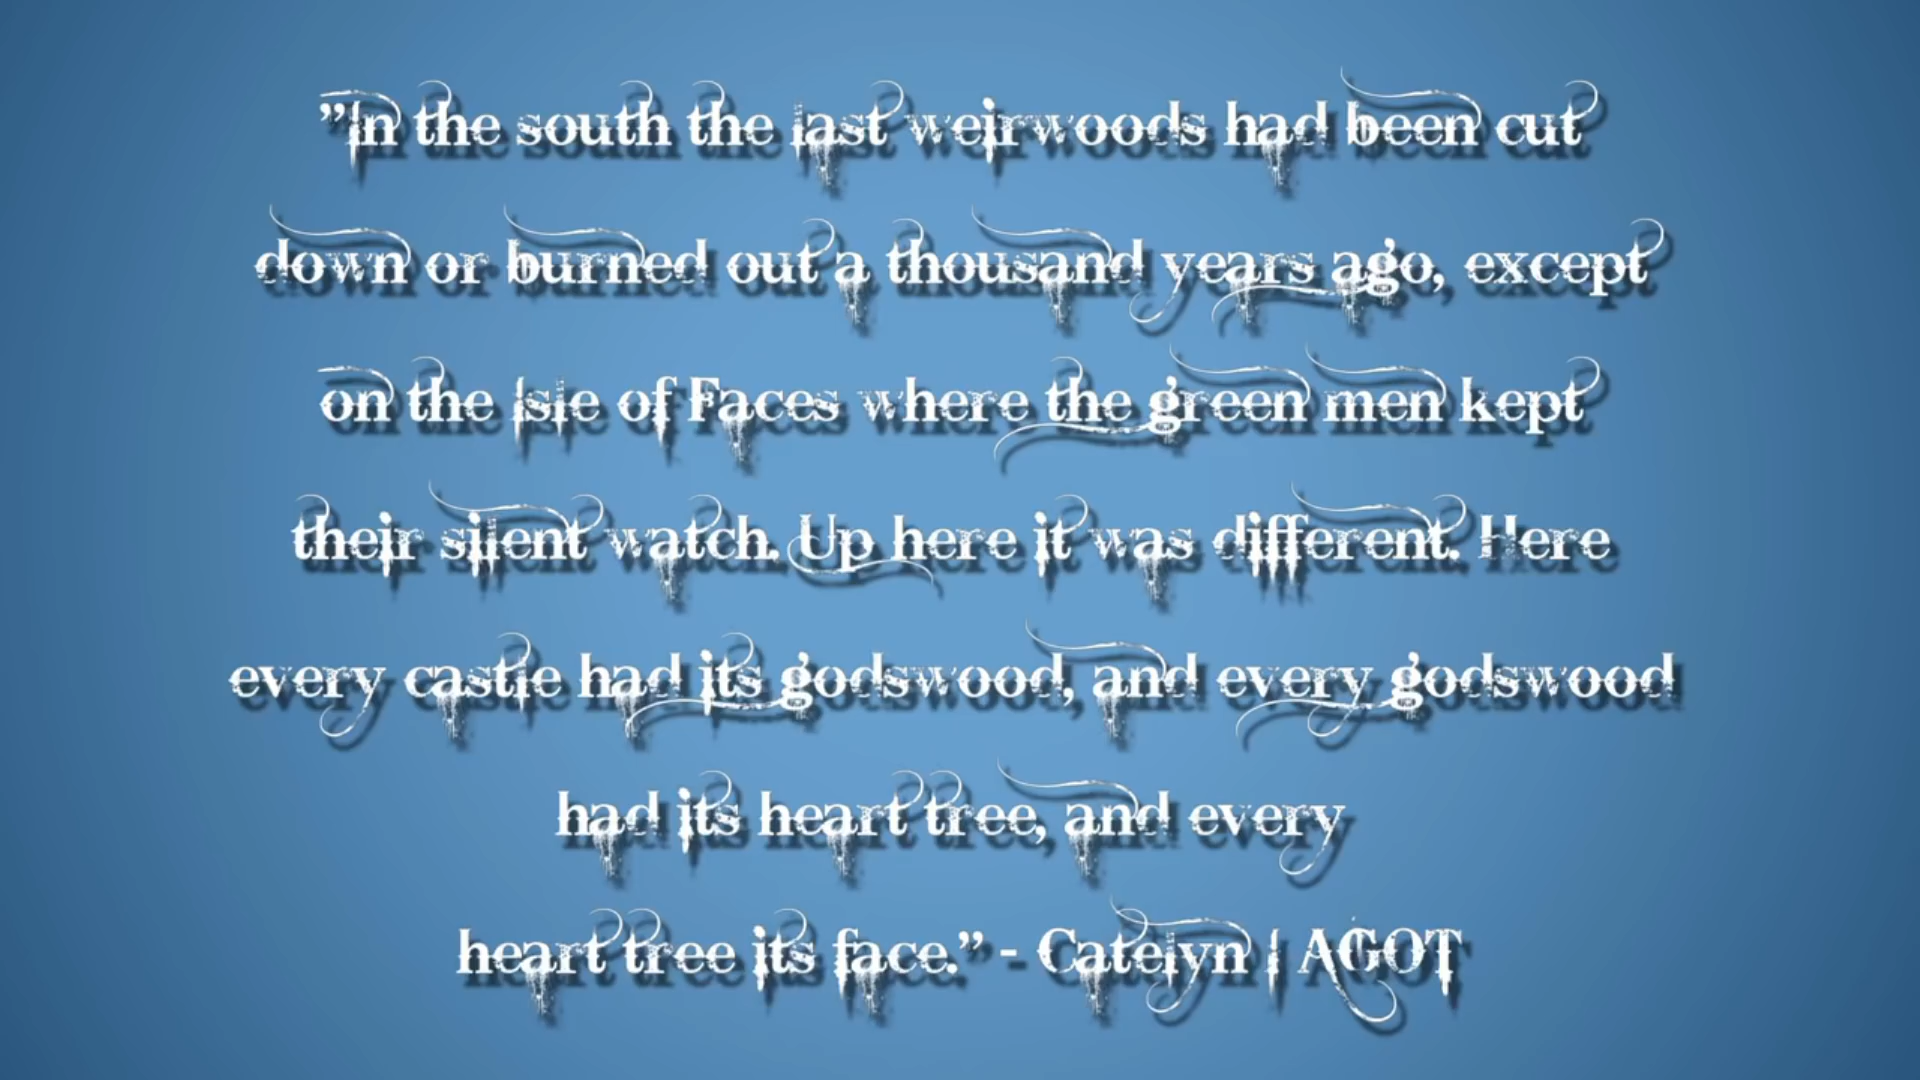 "In the south the last weirwoods had been cut
down or burned out a thousand years ago, except
on the Isle of Faces where the green men kept
their silent watch. Up here it was different. Here
every castle had its godswood, and every godswood
had its heart tree, and every
heart tree its face." - Catelyn I AGOT